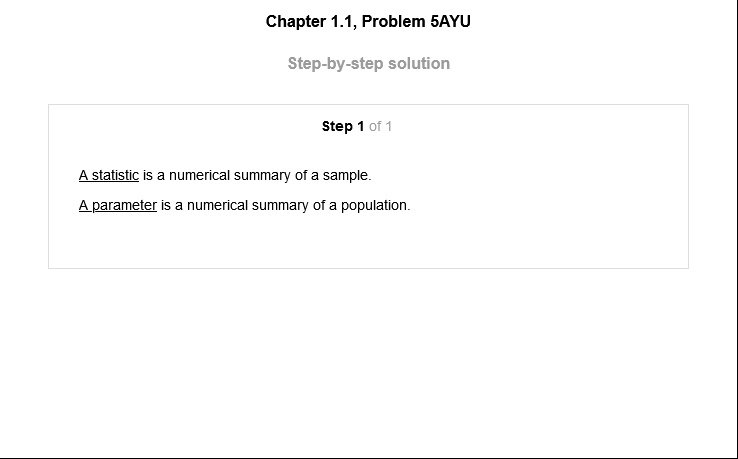 Chapter 1.1, Problem 5AYU
Step-by-step solution
Step 1 of 1
A statistic is a numerical summary of a sample.
A parameter is a numerical summary of a population.